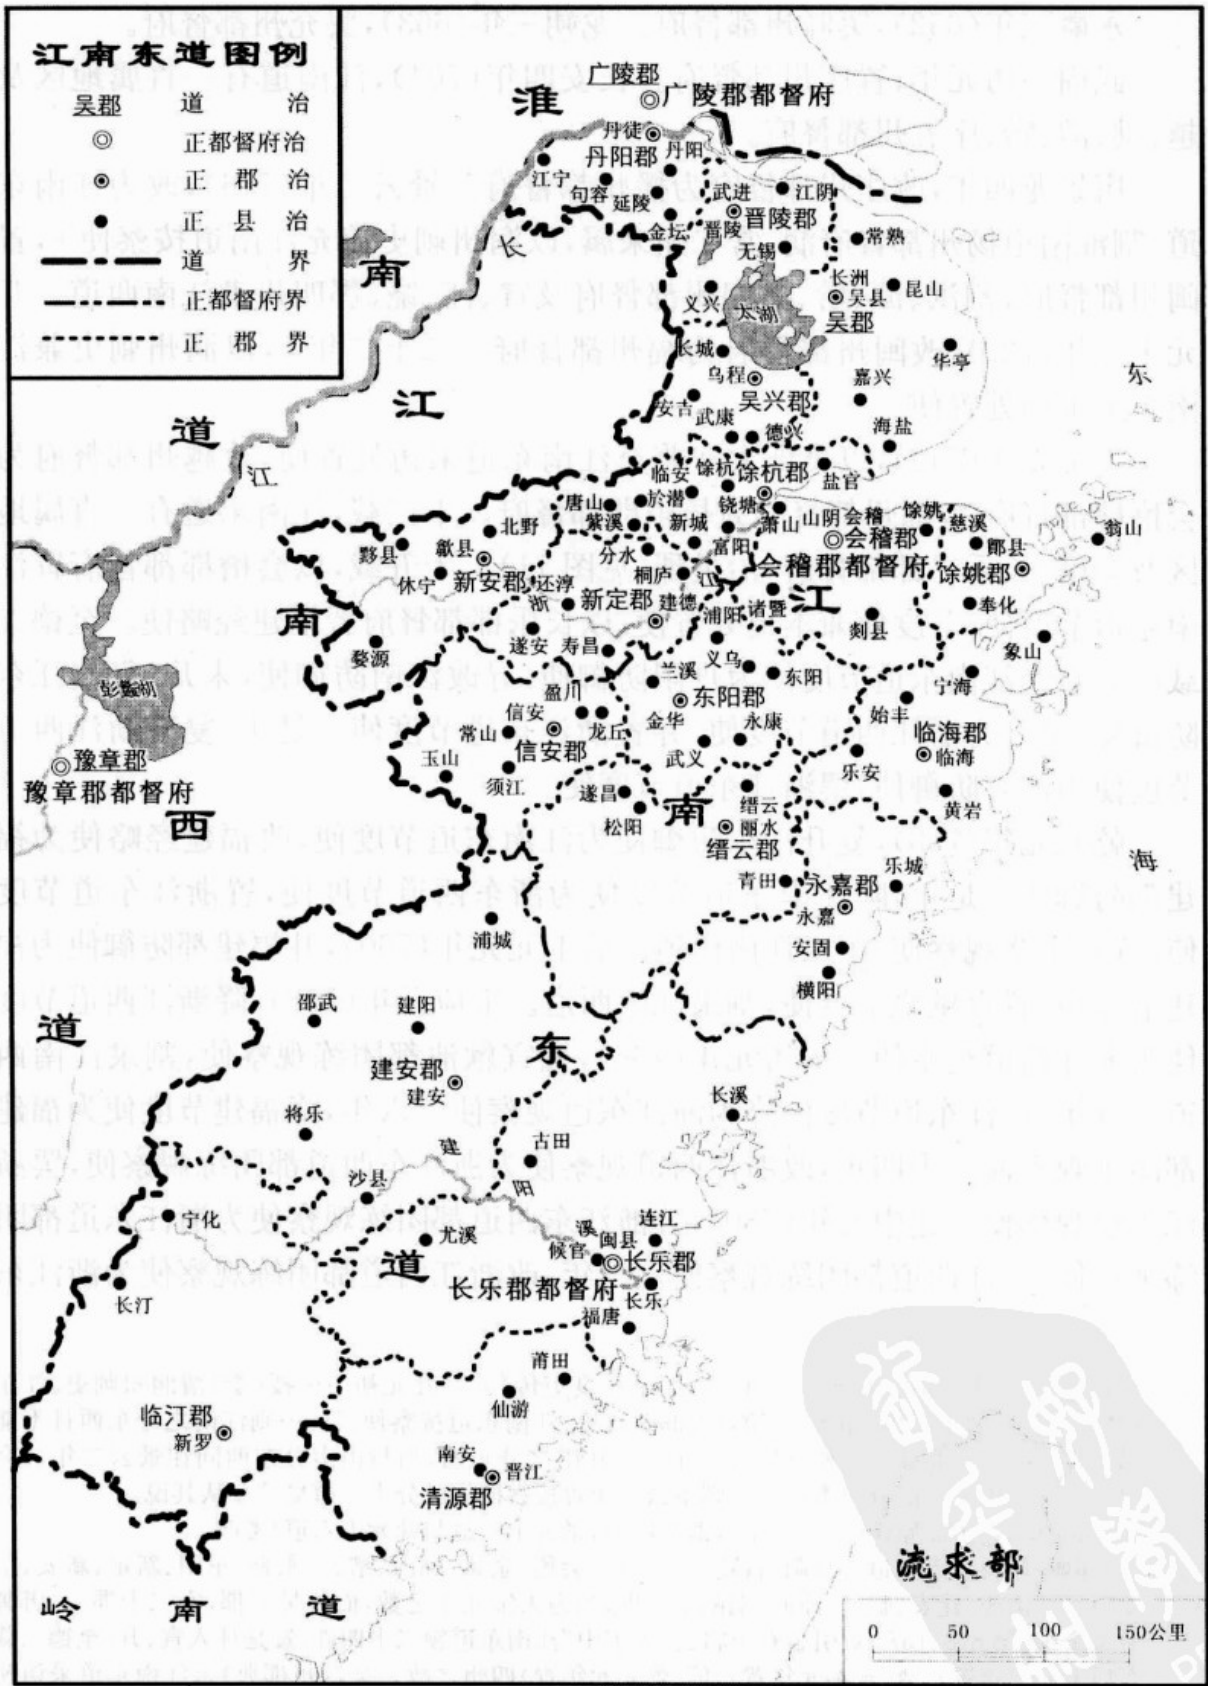 江南东道图例
吴郡 道治
正都督府治
正郡治
正县治
道界
正都督府界
正郡界
淮
南
道
广陵郡
广陵郡都督府
丹徒
丹阳郡
丹阳
江宁
句容
延陵
金坛
武进
江阴
晋陵郡
晋陵
无锡
常熟
长
江
义兴
太湖
长洲
吴县
吴郡
昆山
长城
乌程
吴兴郡
嘉兴
华亭
安吉
武康
德兴
海盐
东
海
江
南
西
道
临安
馀杭
馀杭郡
盐官
唐山
於潜
钱塘
紫溪
新城
萧山
山阴
会稽
馀姚
慈溪
翁山
北野
分水
富阳
会稽郡
会稽郡都督府
鄮县
馀姚郡
黟县
歙县
新安郡
休宁
还淳
浙
江
桐庐
新定郡
建德
浦阳
诸暨
剡县
奉化
象山
婺源
遂安
寿昌
兰溪
义乌
东阳
宁海
盈川
东阳郡
始丰
信安
金华
永康
临海郡
临海
常山
信安郡
龙丘
武义
玉山
须江
遂昌
乐安
黄岩
松阳
缙云
丽水
缙云郡
彭蠡湖
豫章郡
豫章郡都督府
青田
永嘉郡
乐城
永嘉
安固
横阳
浦城
邵武
建阳
建安郡
建安
将乐
长溪
江
南
东
道
古田
建
阳
溪
沙县
宁化
尤溪
连江
候官
闽县
长乐郡
长乐郡都督府
长乐
长汀
福唐
莆田
仙游
临汀郡
新罗
南安
晋江
清源郡
流求部
岭南道
0 50 100 150公里